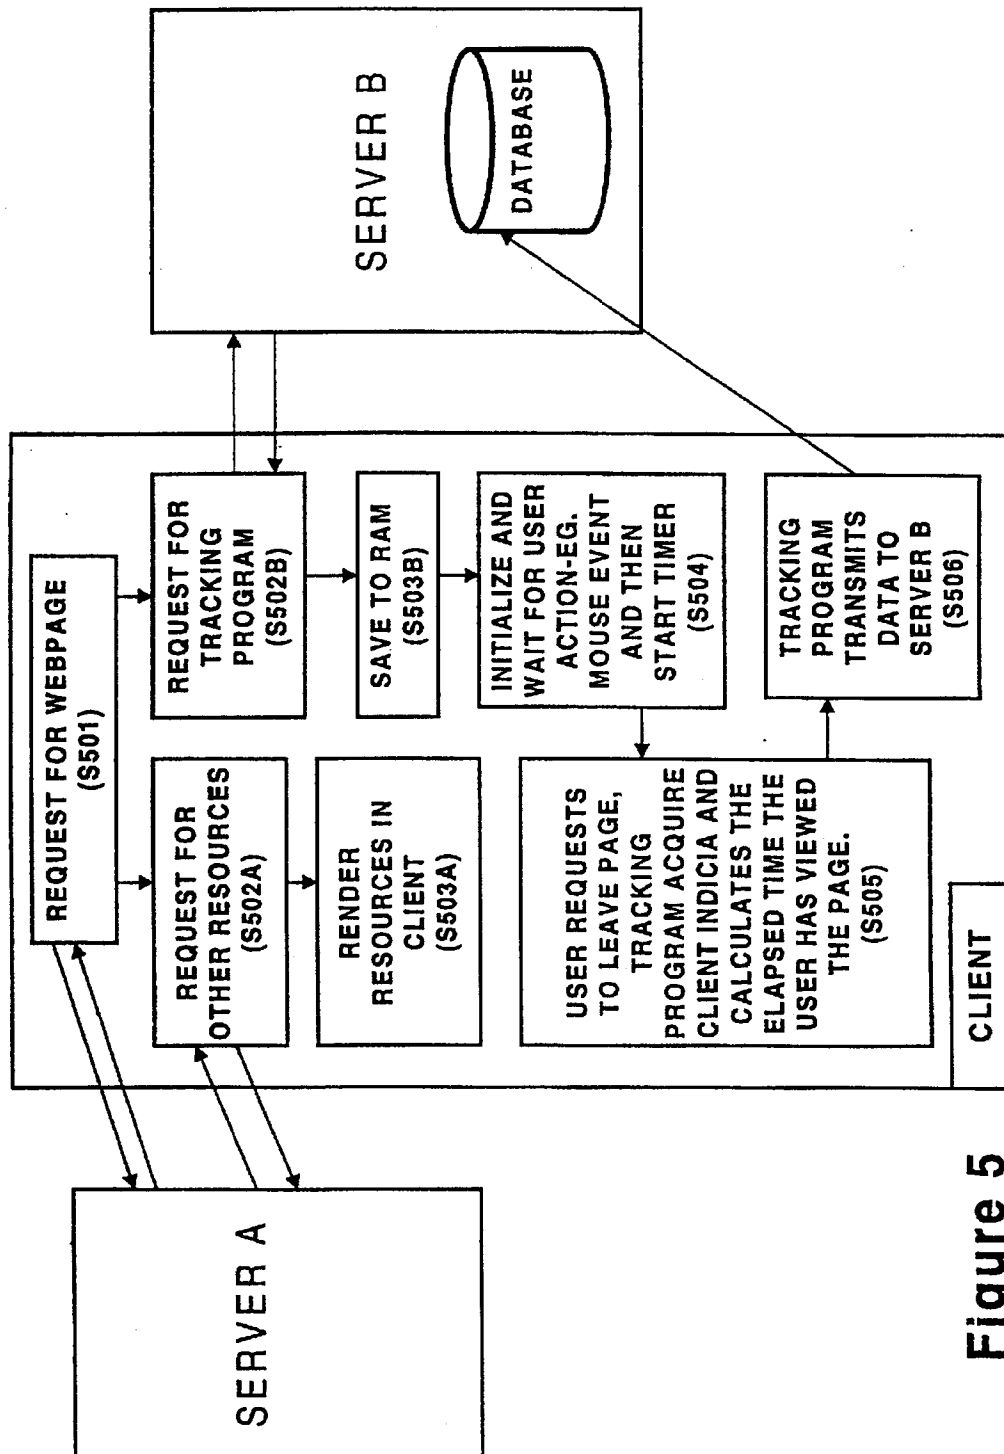 SERVER A
REQUEST FOR WEBPAGE
(S501)
REQUEST FOR
OTHER RESOURCES
(S502A)
RENDER
RESOURCES IN
CLIENT
(S503A)
REQUEST FOR
TRACKING
PROGRAM
(S502B)
SAVE TO RAM
(S503B)
INITIALIZE AND
WAIT FOR USER
ACTION-EG.
MOUSE EVENT
AND THEN
START TIMER
(S504)
USER REQUESTS
TO LEAVE PAGE,
TRACKING
PROGRAM ACQUIRE
CLIENT INDICIA AND
CALCULATES THE
ELAPSED TIME THE
USER HAS VIEWED
THE PAGE.
(S505)
TRACKING
PROGRAM
TRANSMITS
DATA TO
SERVER B
(S506)
CLIENT
SERVER B
DATABASE
Figure 5